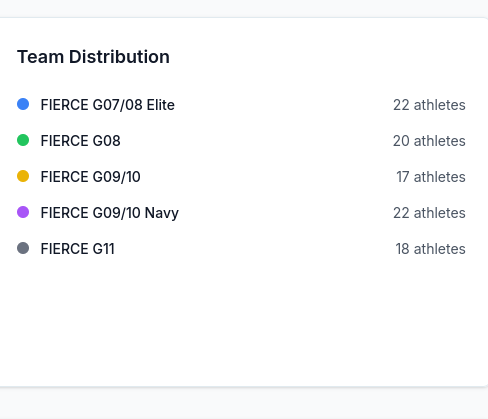 Team Distribution
FIERCE G07/08 Elite 22 athletes
FIERCE G08 20 athletes
FIERCE G09/10 17 athletes
FIERCE G09/10 Navy 22 athletes
FIERCE G11 18 athletes